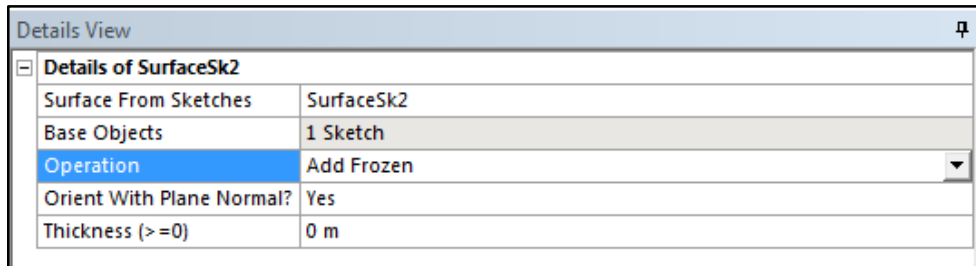 Details View
Details of SurfaceSk2
Surface From Sketches SurfaceSk2
Base Objects 1 Sketch
Operation Add Frozen
Orient With Plane Normal? Yes
Thickness (>=0) 0 m